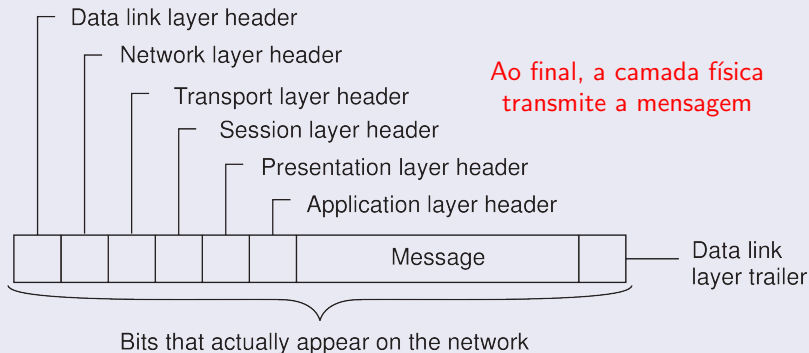 Data link layer header
Network layer header
Transport layer header
Session layer header
Presentation layer header
Application layer header
Ao final, a camada física
transmite a mensagem
Message
Data link
layer trailer
Bits that actually appear on the network